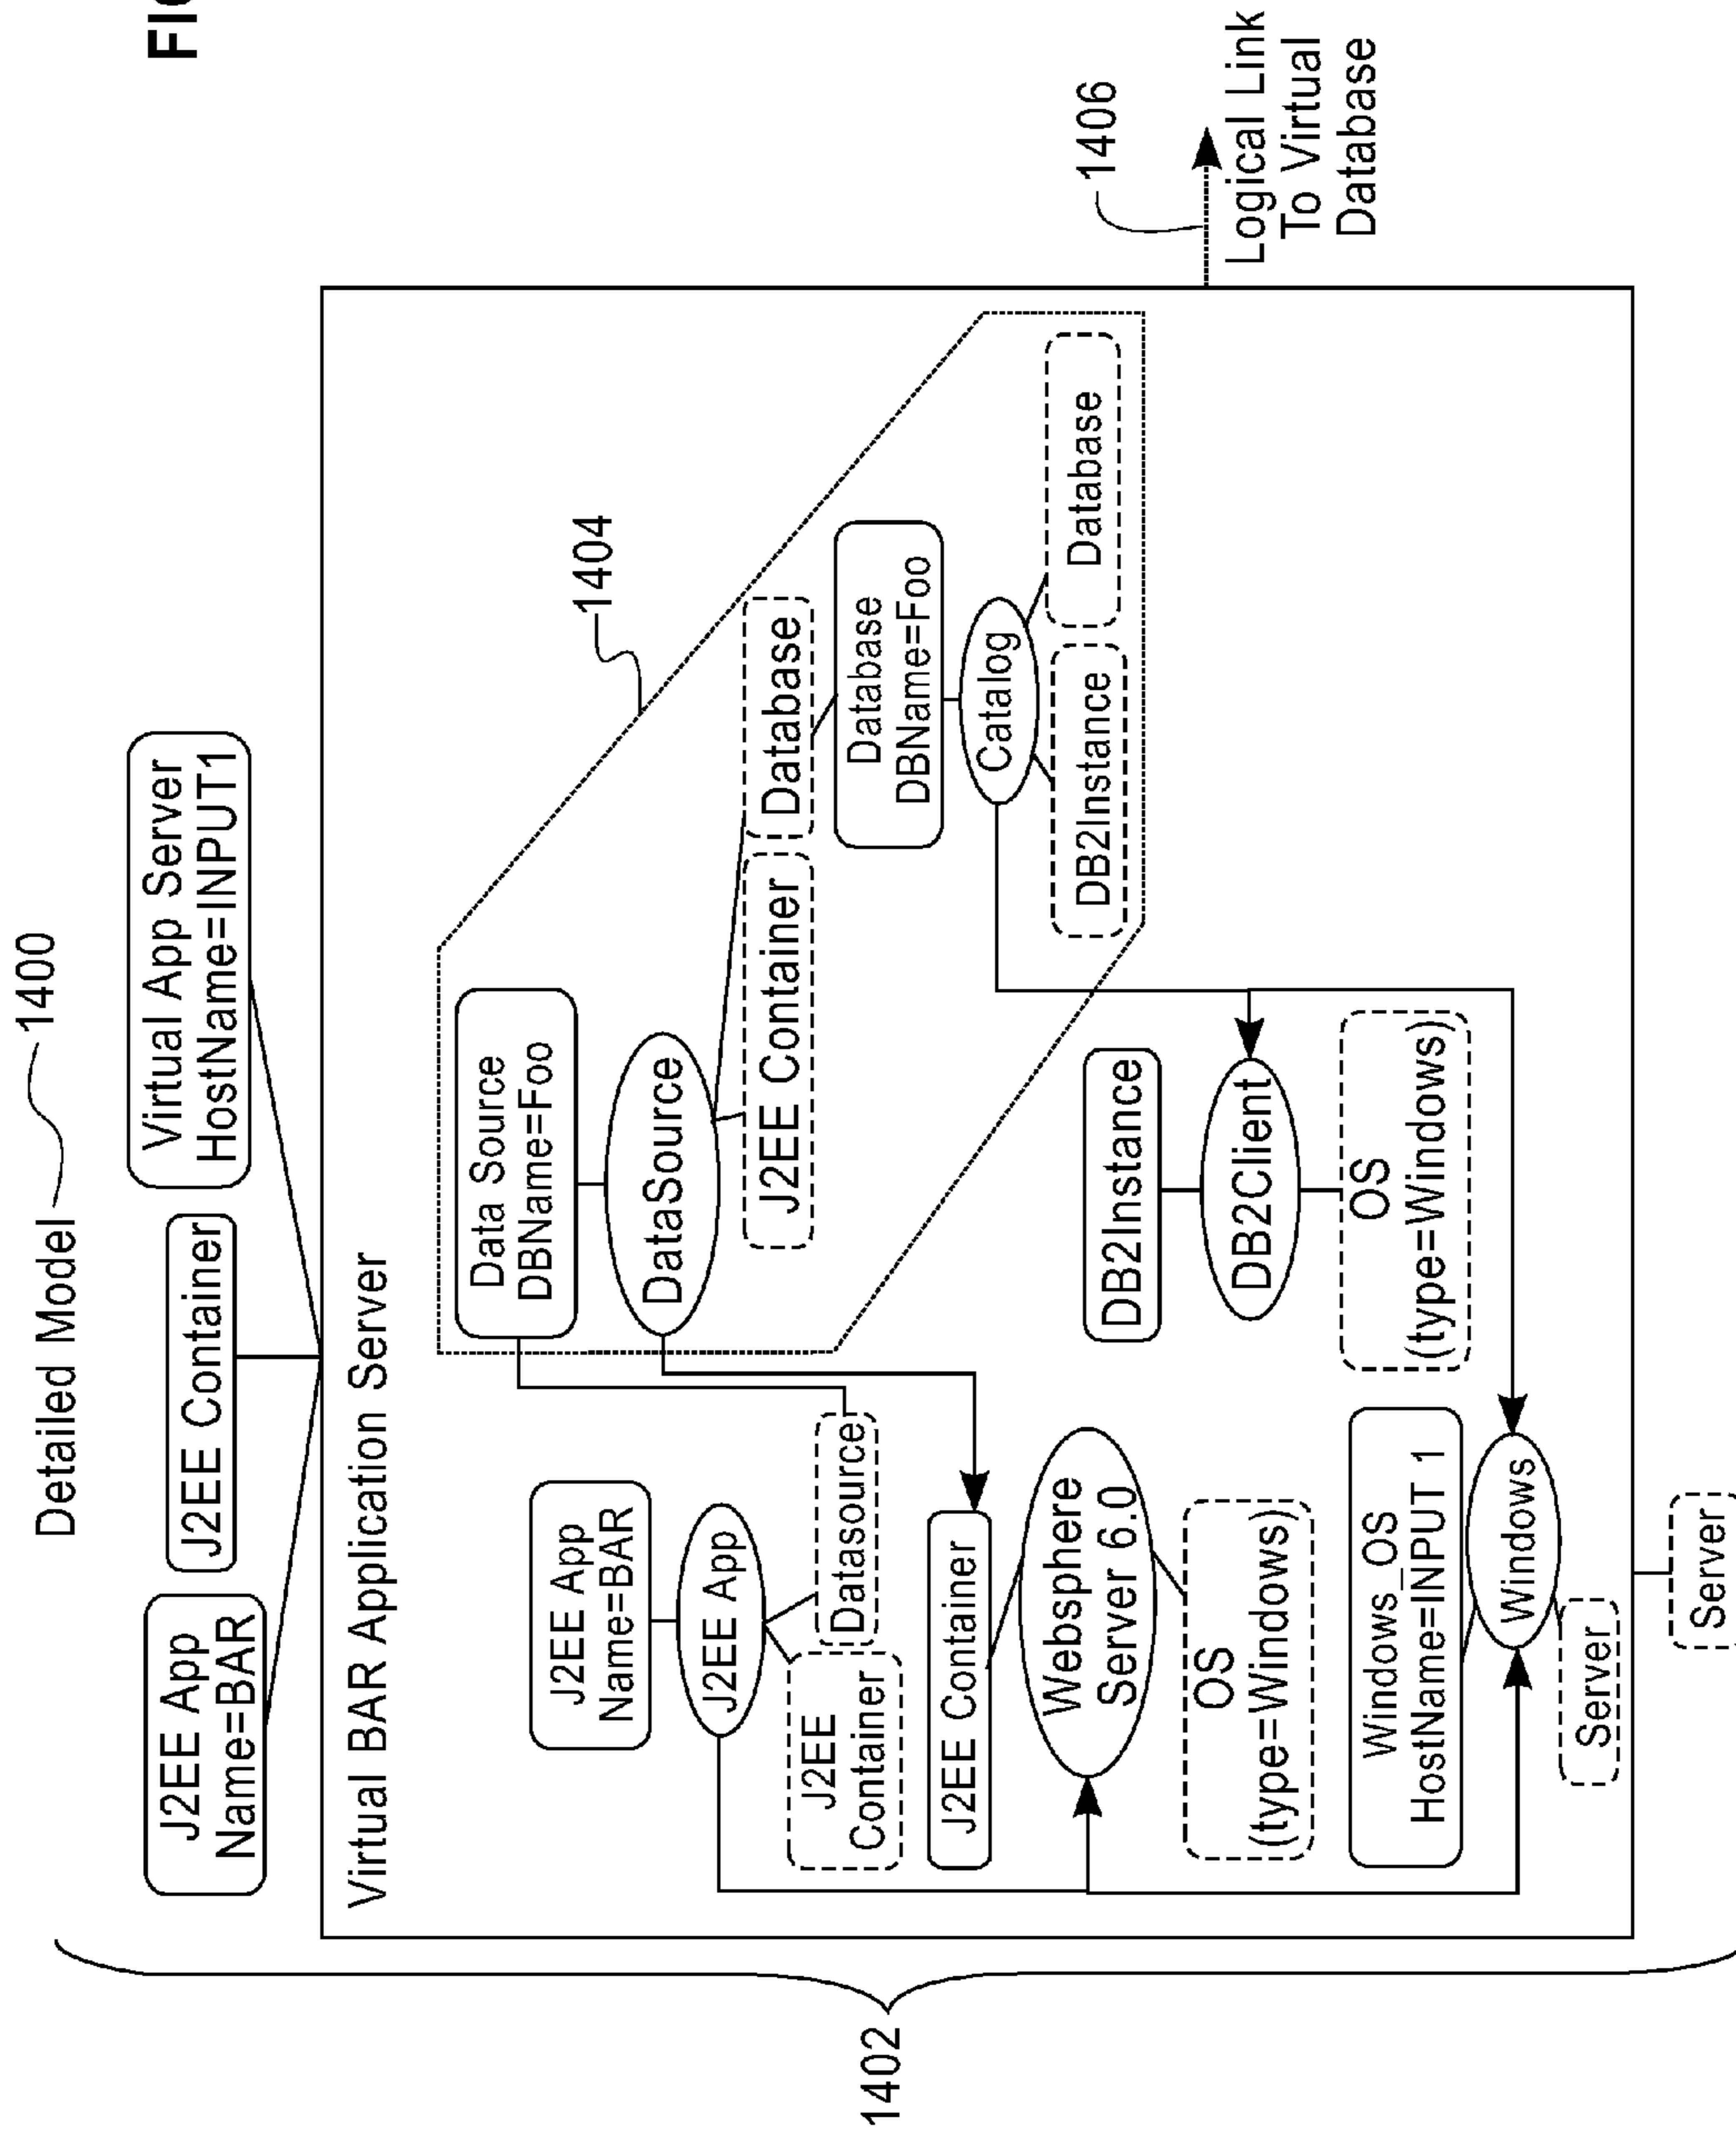 Detailed Model
1400
FIG
J2EE App
Name=BAR
J2EE Container
Virtual App Server
HostName=INPUT1
Virtual BAR Application Server
1402
J2EE App
Name=BAR
J2EE App
J2EE
Container
Datasource
Data Source
DBName=Foo
DataSource
J2EE Container
Database
1404
Database
DBName=Foo
Catalog
DB2Instance
Database
J2EE Container
Websphere
Server 6.0
OS
(type=Windows)
DB2Instance
DB2Client
OS
(type=Windows)
Windows_OS
HostName=INPUT 1
Windows
Server
Server
1406
Logical Link
To Virtual
Database